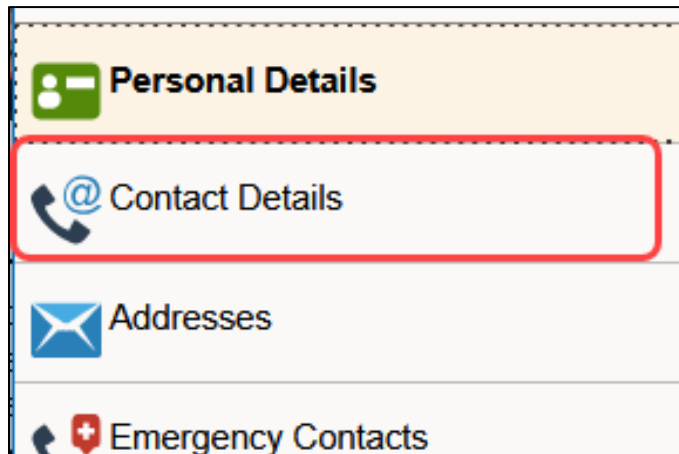 Personal Details
@ Contact Details
Addresses
Emergency Contacts